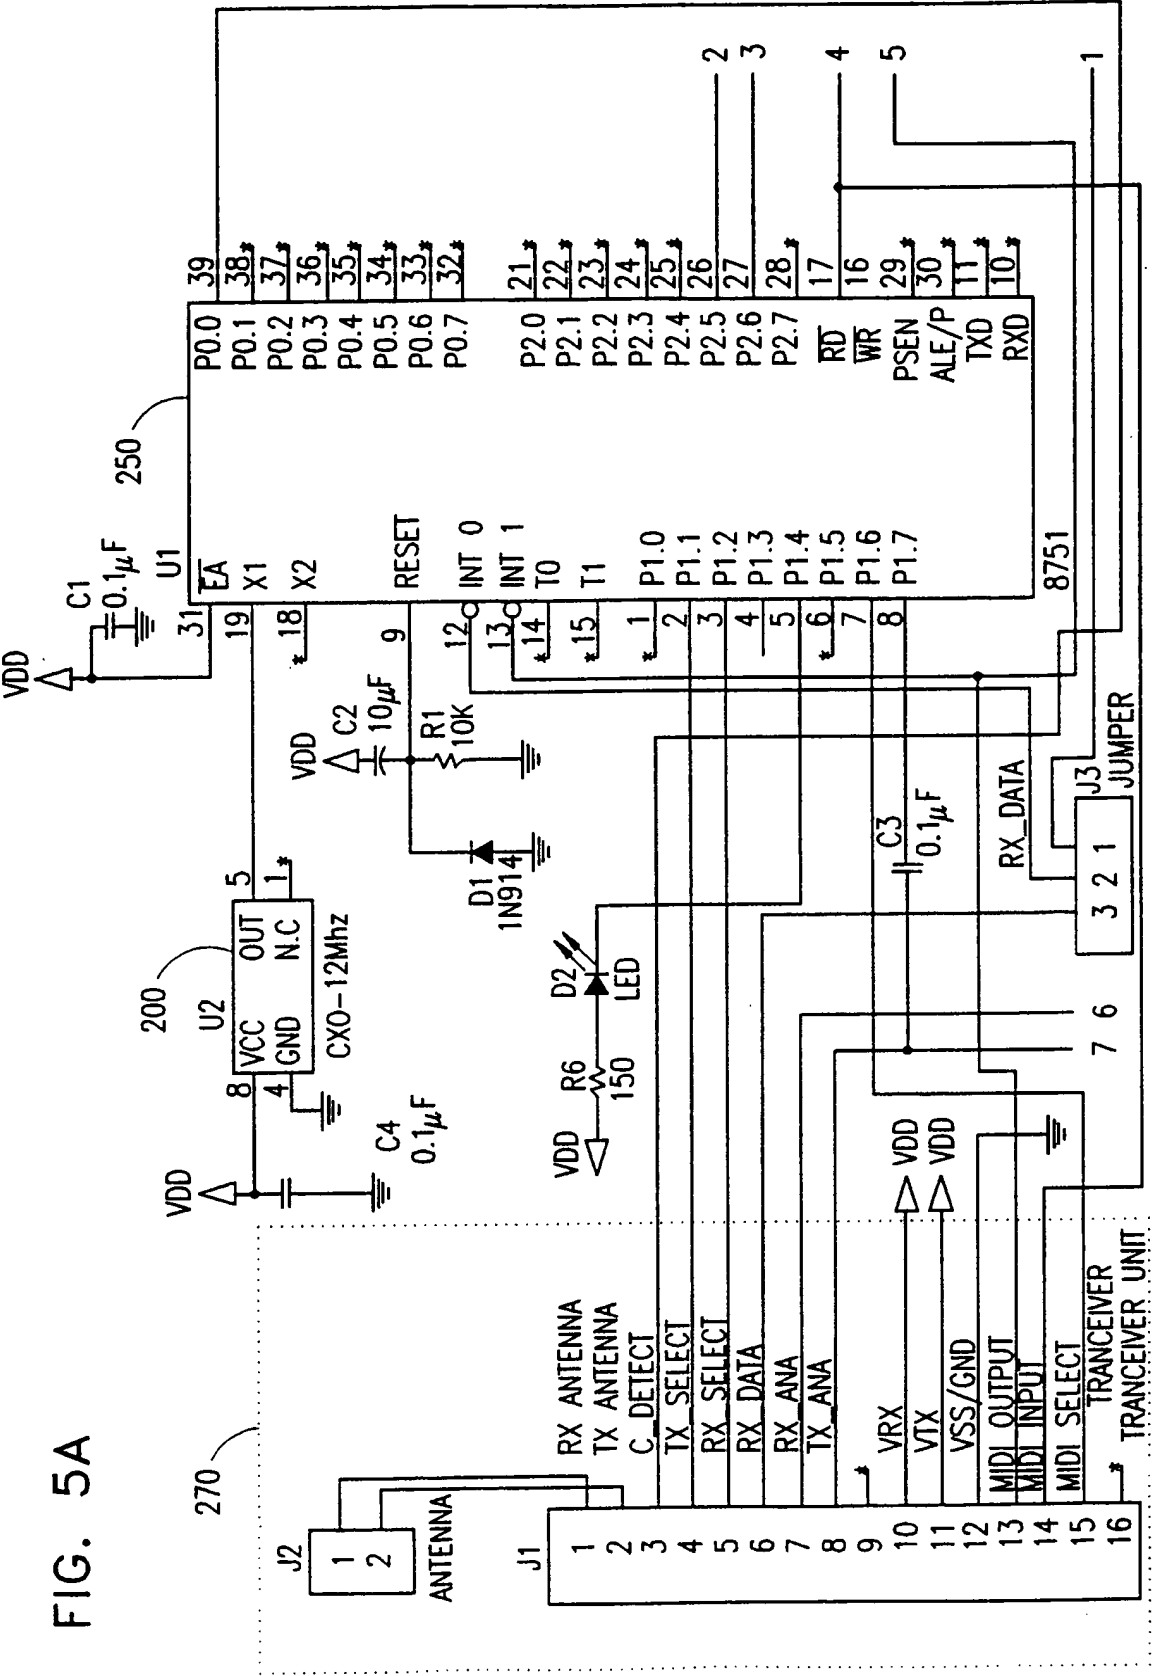 FIG. 5A
270
J2
1
2
ANTENNA
J1
1
2
3
4
5
6
7
8
9
10
11
12
13
14
15
16
RX ANTENNA
TX ANTENNA
C_DETECT
TX_SELECT
RX_SELECT
RX_DATA
RX_ANA
TX_ANA
*
VRX
VTX
VSS/GND
MIDI OUTPUT
MIDI INPUT
MIDI SELECT
*
TRANCEIVER
TRANCEIVER UNIT
VDD
VDD
VDD
C4
0.1µF
200
U2
8 VCC OUT 5
4 GND N.C 1 *
CXO-12Mhz
VDD
R6
150
D2
LED
D1
1N914
VDD
C2
10µF
R1
10K
C3
0.1µF
7
6
RX_DATA
3 2 1
J3
JUMPER
VDD
C1
0.1µF
250
U1
31 EA
19 X1
* 18 X2
9 RESET
12 INT 0
13 INT 1
* 14 T0
* 15 T1
* 1 P1.0
2 P1.1
3 P1.2
4 P1.3
5 P1.4
* 6 P1.5
7 P1.6
8 P1.7
8751
P0.0 39
P0.1 38 *
P0.2 37 *
P0.3 36 *
P0.4 35 *
P0.5 34 *
P0.6 33 *
P0.7 32 *
P2.0 21 *
P2.1 22 *
P2.2 23 *
P2.3 24 *
P2.4 25 *
P2.5 26
P2.6 27
P2.7 28 *
RD 17
WR 16
PSEN 29 *
ALE/P 30 *
TXD 11 *
RXD 10 *
2
3
4
5
1